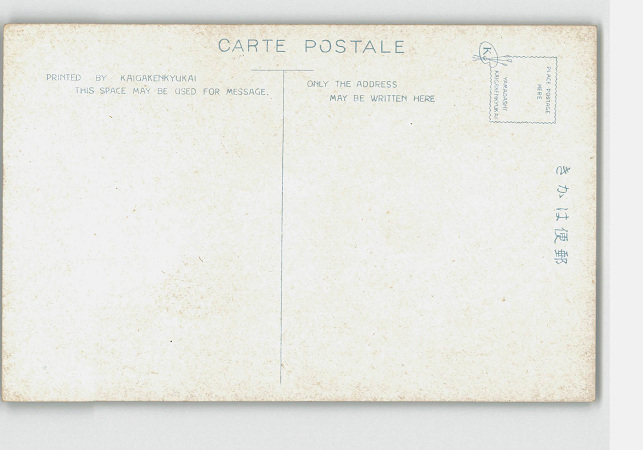 CARTE POSTALE
PRINTED BY KAIGAKENKYUKAI
THIS SPACE MAY BE USED FOR MESSAGE.
ONLY THE ADDRESS
MAY BE WRITTEN HERE
K
PLACE POSTAGE
HERE
KAIGAKENKYUKAI
きかは便郵